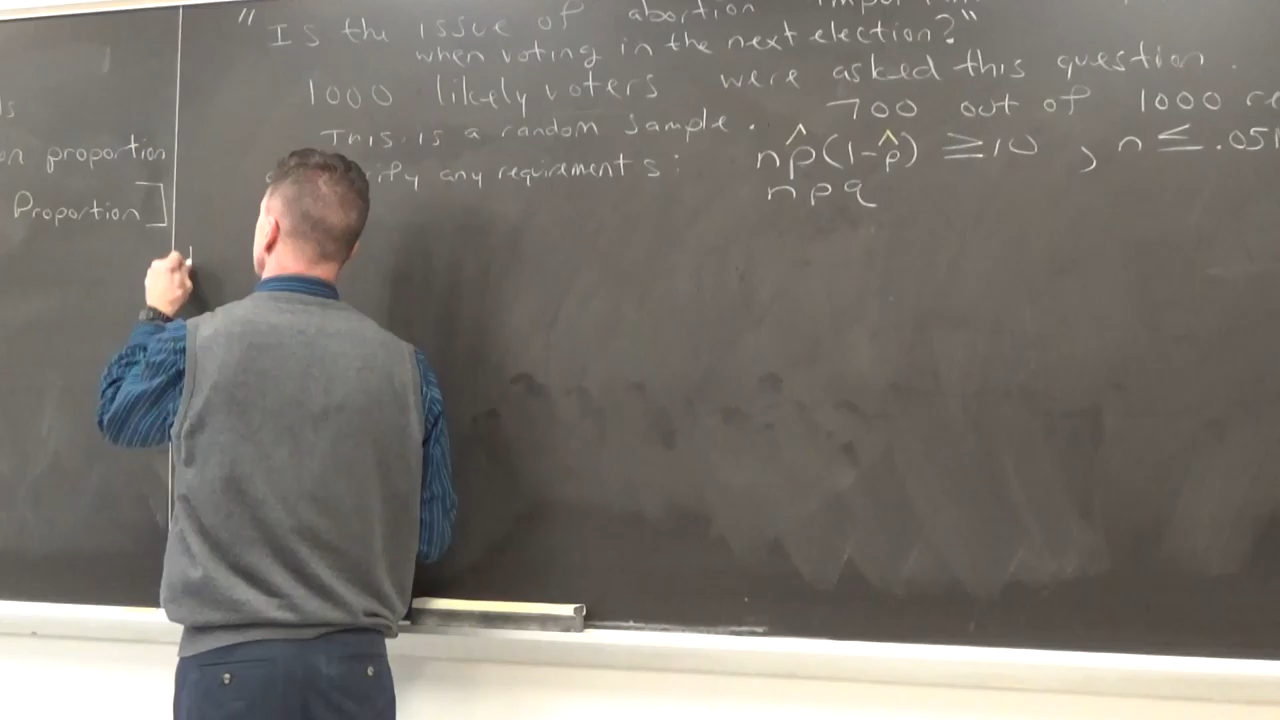 s
on proportion
Proportion]
"Is the issue of abortion
when voting in the next election?"
1000 likely voters were asked this question.
700 out of 1000
This is a random sample.
any requirements: np̂(1-p̂) ≥10 , n ≤ .05
npq